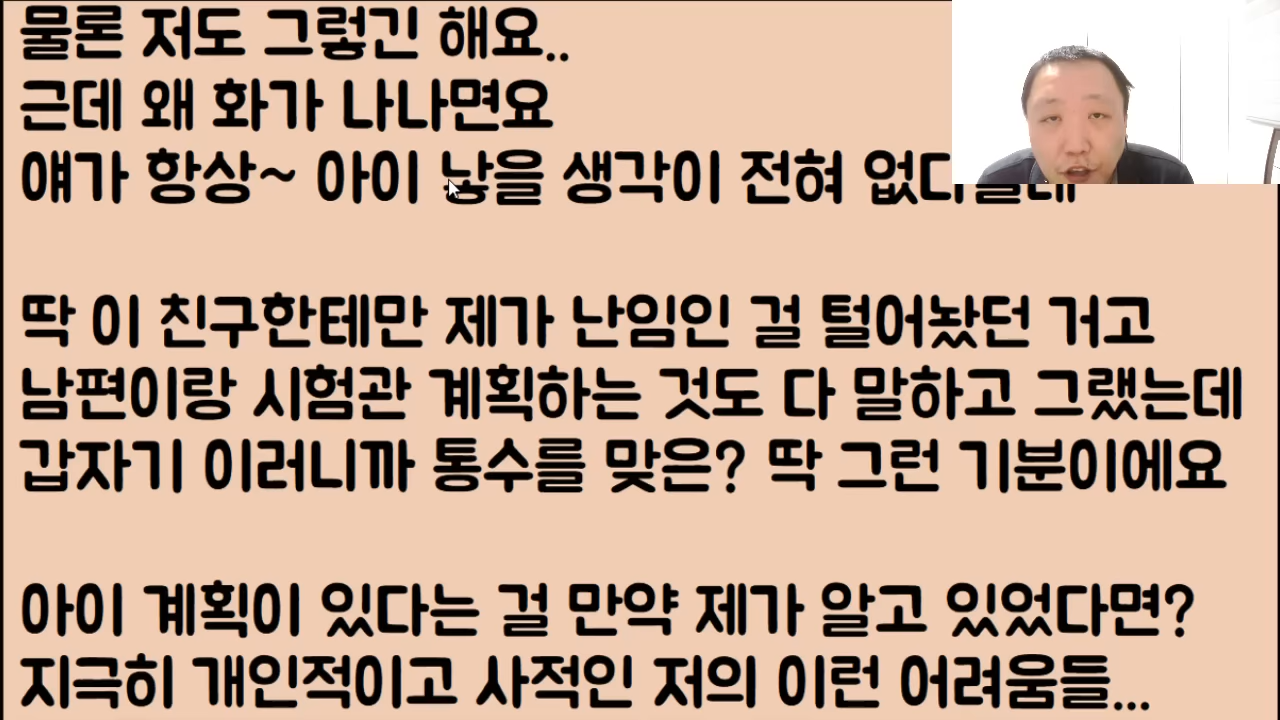 물론 저도 그렇긴 해요..
근데 왜 화가 나냐면요
얘가 항상~ 아이 낳을 생각이 전혀
딱 이 친구한테만 제가 난임인 걸 털어놨던 거고
남편이랑 시험관 계획하는 것도 다 말하고 그랬는데
갑자기 이러니까 통수를 맞은? 딱 그런 기분이에요
아이 계획이 있다는 걸 만약 제가 알고 있었다면?
지극히 개인적이고 사적인 저의 이런 어려움들...